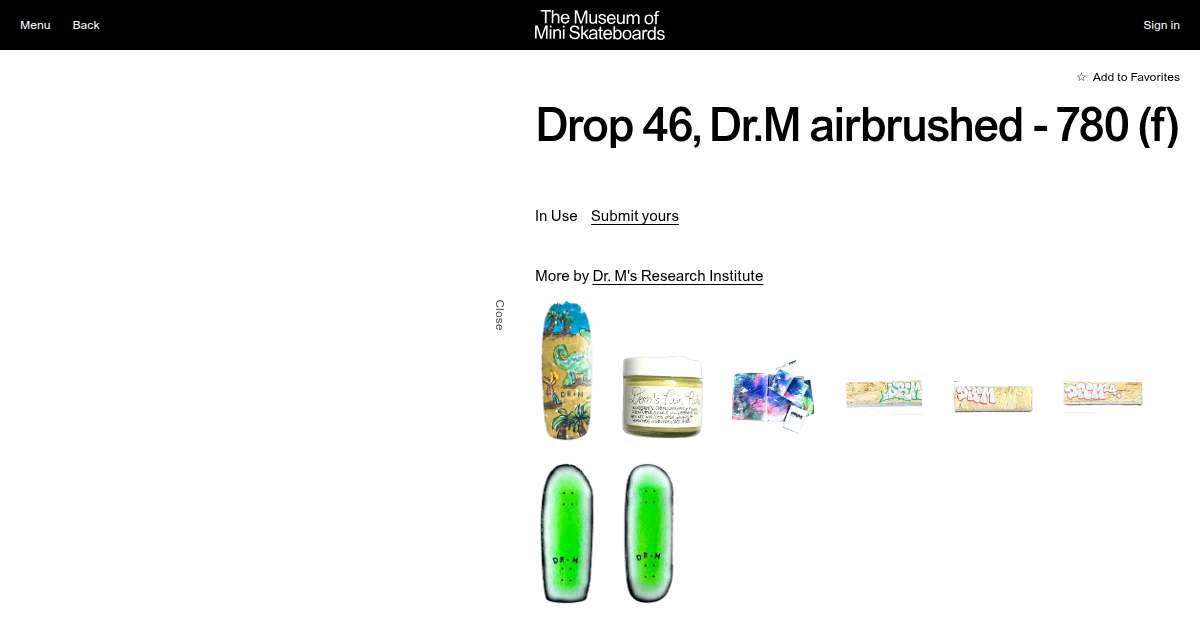 Menu
Back
The Museum of
Mini Skateboards
Sign in
☆ Add to Favorites
Drop 46, Dr.M airbrushed - 780 (f)
In Use
Submit yours
More by Dr. M's Research Institute
Close
DR·M
DR·M
DR·M